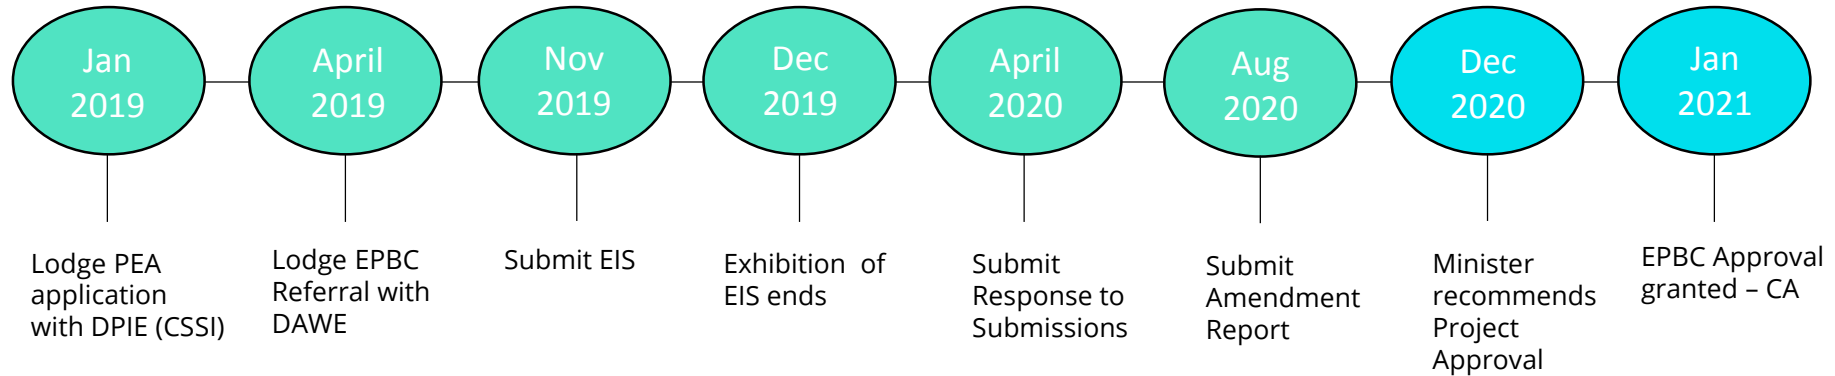 Jan
2019
April
2019
Nov
2019
Dec
2019
April
2020
Aug
2020
Dec
2020
Jan
2021
Lodge PEA
application
with DPIE (CSSI)
Lodge EPBC
Referral with
DAWE
Submit EIS
Exhibition of
EIS ends
Submit
Response to
Submissions
Submit
Amendment
Report
Minister
recommends
Project
Approval
EPBC Approval
granted – CA